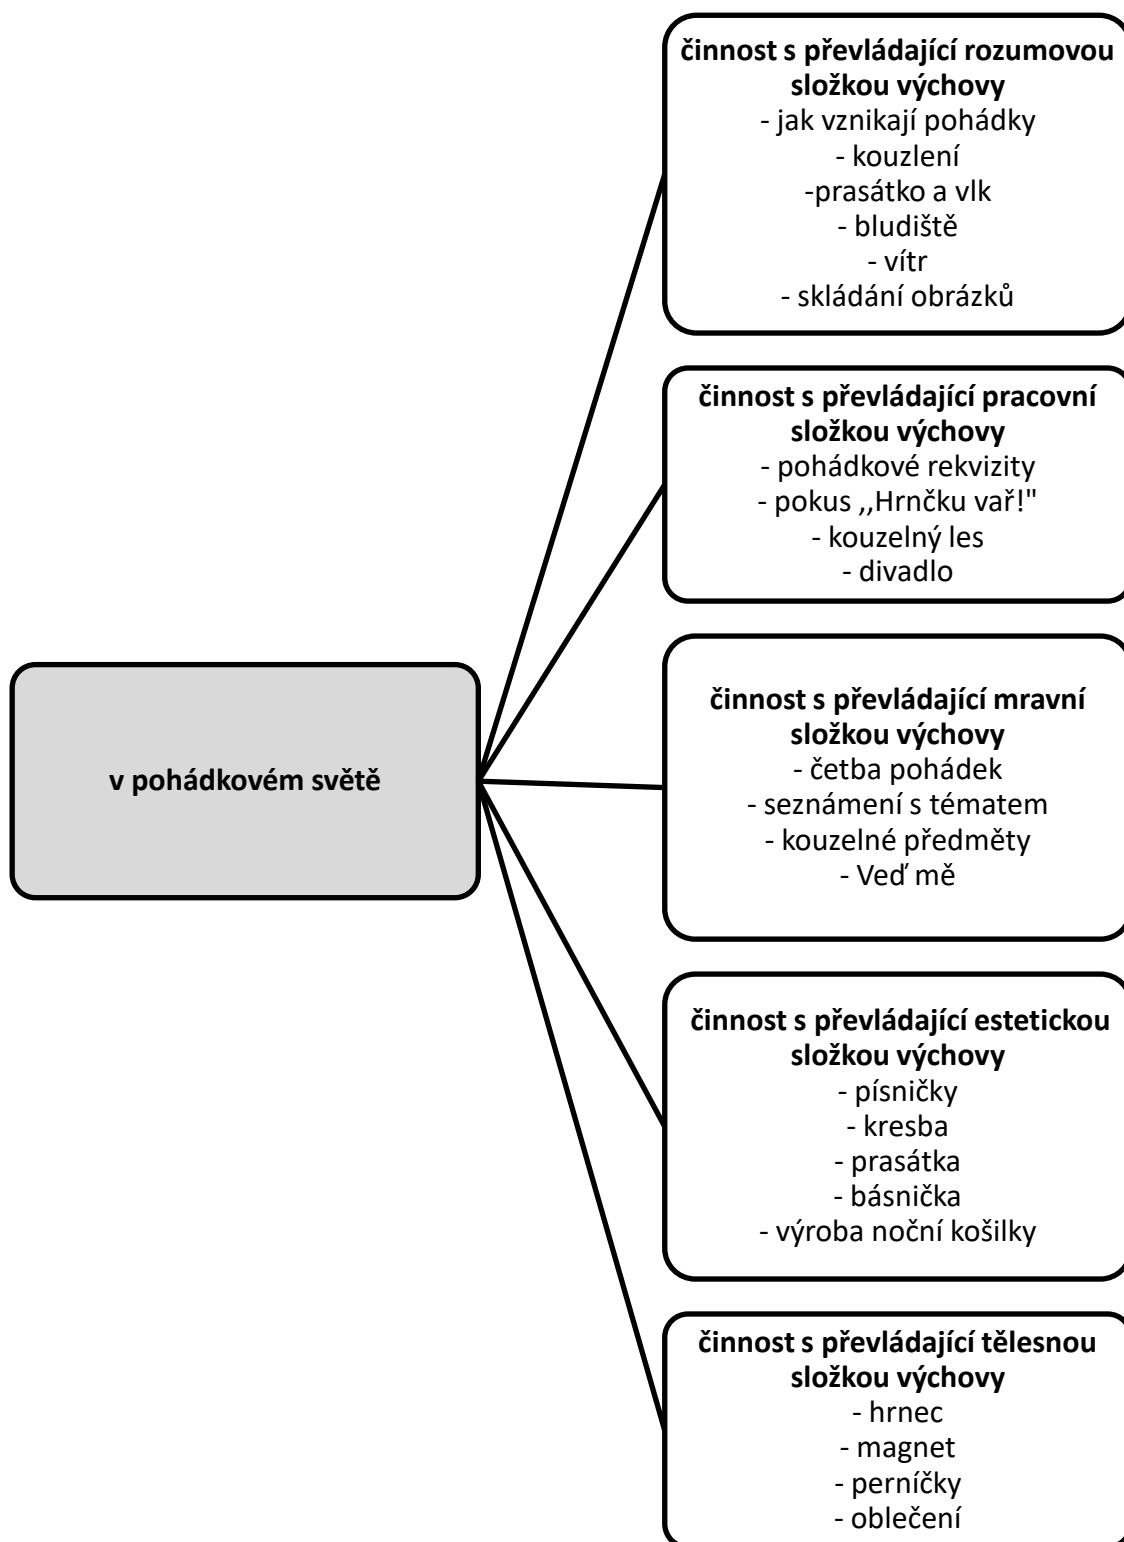 činnost s převládající rozumovou
složkou výchovy
- jak vznikají pohádky
- kouzlení
-prasátko a vlk
- bludiště
- vítr
- skládání obrázků
činnost s převládající pracovní
složkou výchovy
- pohádkové rekvizity
- pokus ,,Hrnčku vař!"
- kouzelný les
- divadlo
v pohádkovém světě
činnost s převládající mravní
složkou výchovy
- četba pohádek
- seznámení s tématem
- kouzelné předměty
- Veď mě
činnost s převládající estetickou
složkou výchovy
- písničky
- kresba
- prasátka
- básnička
- výroba noční košilky
činnost s převládající tělesnou
složkou výchovy
- hrnec
- magnet
- perníčky
- oblečení